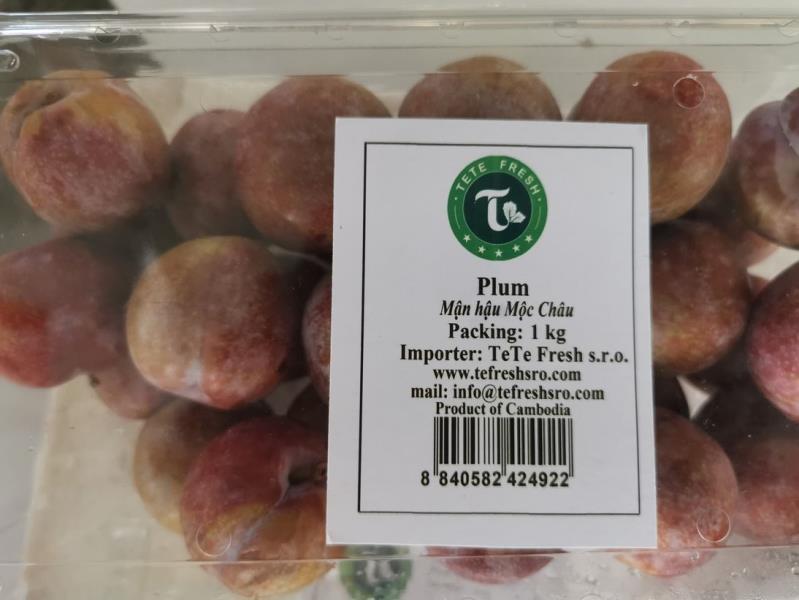 TETE FRESH
Plum
Mận hậu Mộc Châu
Packing: 1 kg
Importer: TeTe Fresh s.r.o.
www.tefreshsro.com
mail: info@tefreshsro.com
Product of Cambodia
8 840582 424922